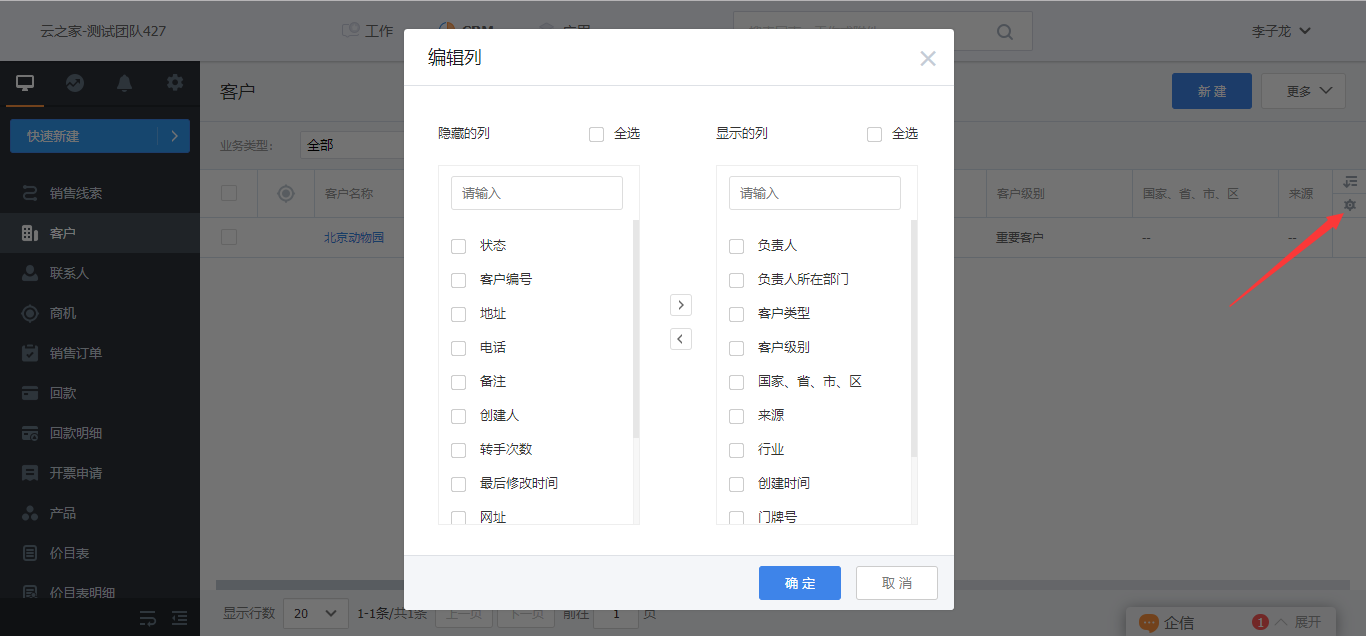 云之家-测试团队427
工作
CRM
应用
李子龙
快速新建
销售线索
客户
联系人
商机
销售订单
回款
回款明细
开票申请
产品
价目表
价目表明细
客户
新建
更多
业务类型:
全部
客户名称
客户级别
国家、省、市、区
来源
北京动物园
重要客户
--
--
编辑列
隐藏的列
全选
请输入
状态
客户编号
地址
电话
备注
创建人
转手次数
最后修改时间
网址
显示的列
全选
请输入
负责人
负责人所在部门
客户类型
客户级别
国家、省、市、区
来源
行业
创建时间
门牌号
确定
取消
显示行数
20
1-1条/共1条
上一页
下一页
前往
1
页
企信
1
展开